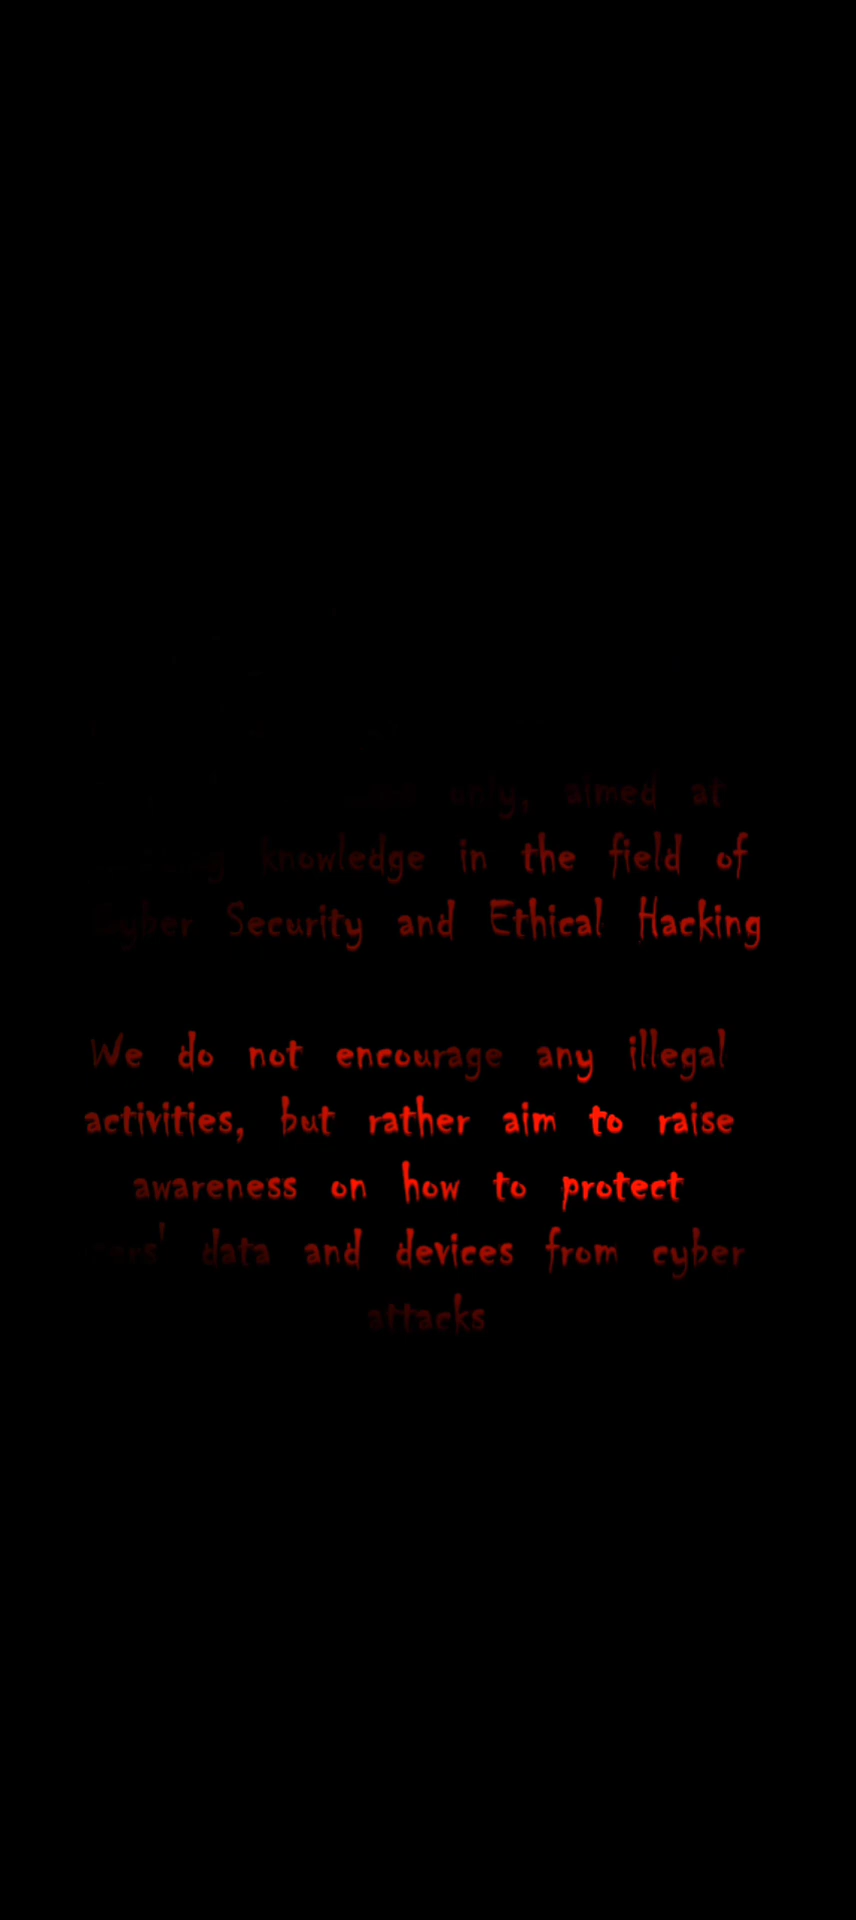 only, aimed at
knowledge in the field of
Cyber Security and Ethical Hacking
We do not encourage any illegal
activities, but rather aim to raise
awareness on how to protect
data and devices from cyber
attacks